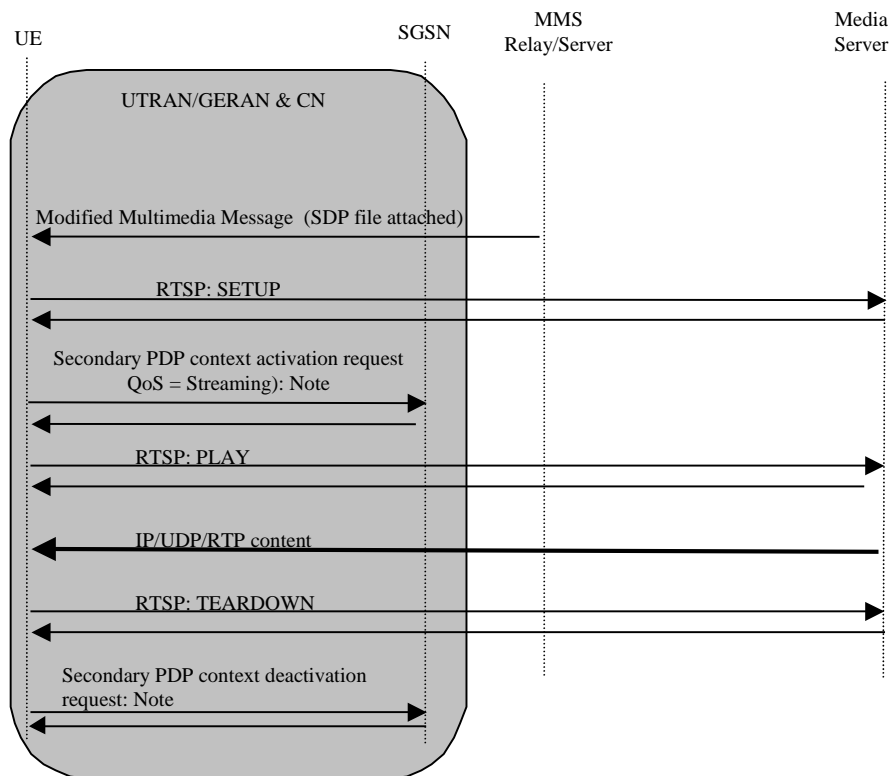 UE
SGSN
MMS
Relay/Server
Media
Server
UTRAN/GERAN & CN
Modified Multimedia Message (SDP file attached)
RTSP: SETUP
Secondary PDP context activation request
QoS = Streaming): Note
RTSP: PLAY
IP/UDP/RTP content
RTSP: TEARDOWN
Secondary PDP context deactivation
request: Note